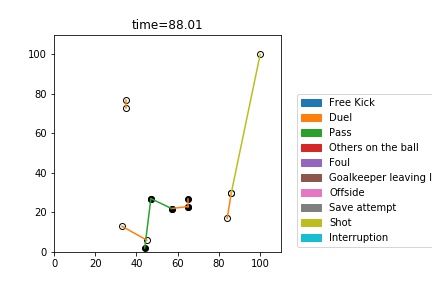 time=88.01
100
80
60
40
20
0
0 20 40 60 80 100
Free Kick
Duel
Pass
Others on the ball
Foul
Goalkeeper leaving l
Offside
Save attempt
Shot
Interruption